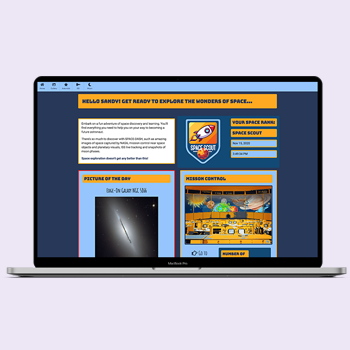 HELLO SANDY! GET READY TO EXPLORE THE WONDERS OF SPACE...
Embark on a fun adventure of space discovery and learning. You'll
find everything you need to help you on your way to becoming a
future astronaut.
There's so much to discover with SPACE CADEN, such as amazing
images of space captured by NASA, mission control over space
objects and planetary visuals, ISS live tracking and snapshots of
moon phases.
Space exploration doesn't get any better than this!
SPACE SCOUT
YOUR SPACE RANK:
SPACE SCOUT
PICTURE OF THE DAY
Edge-On Galaxy NGC 5866
MISSION CONTROL:
Go to
NUMBER OF
MacBook Pro